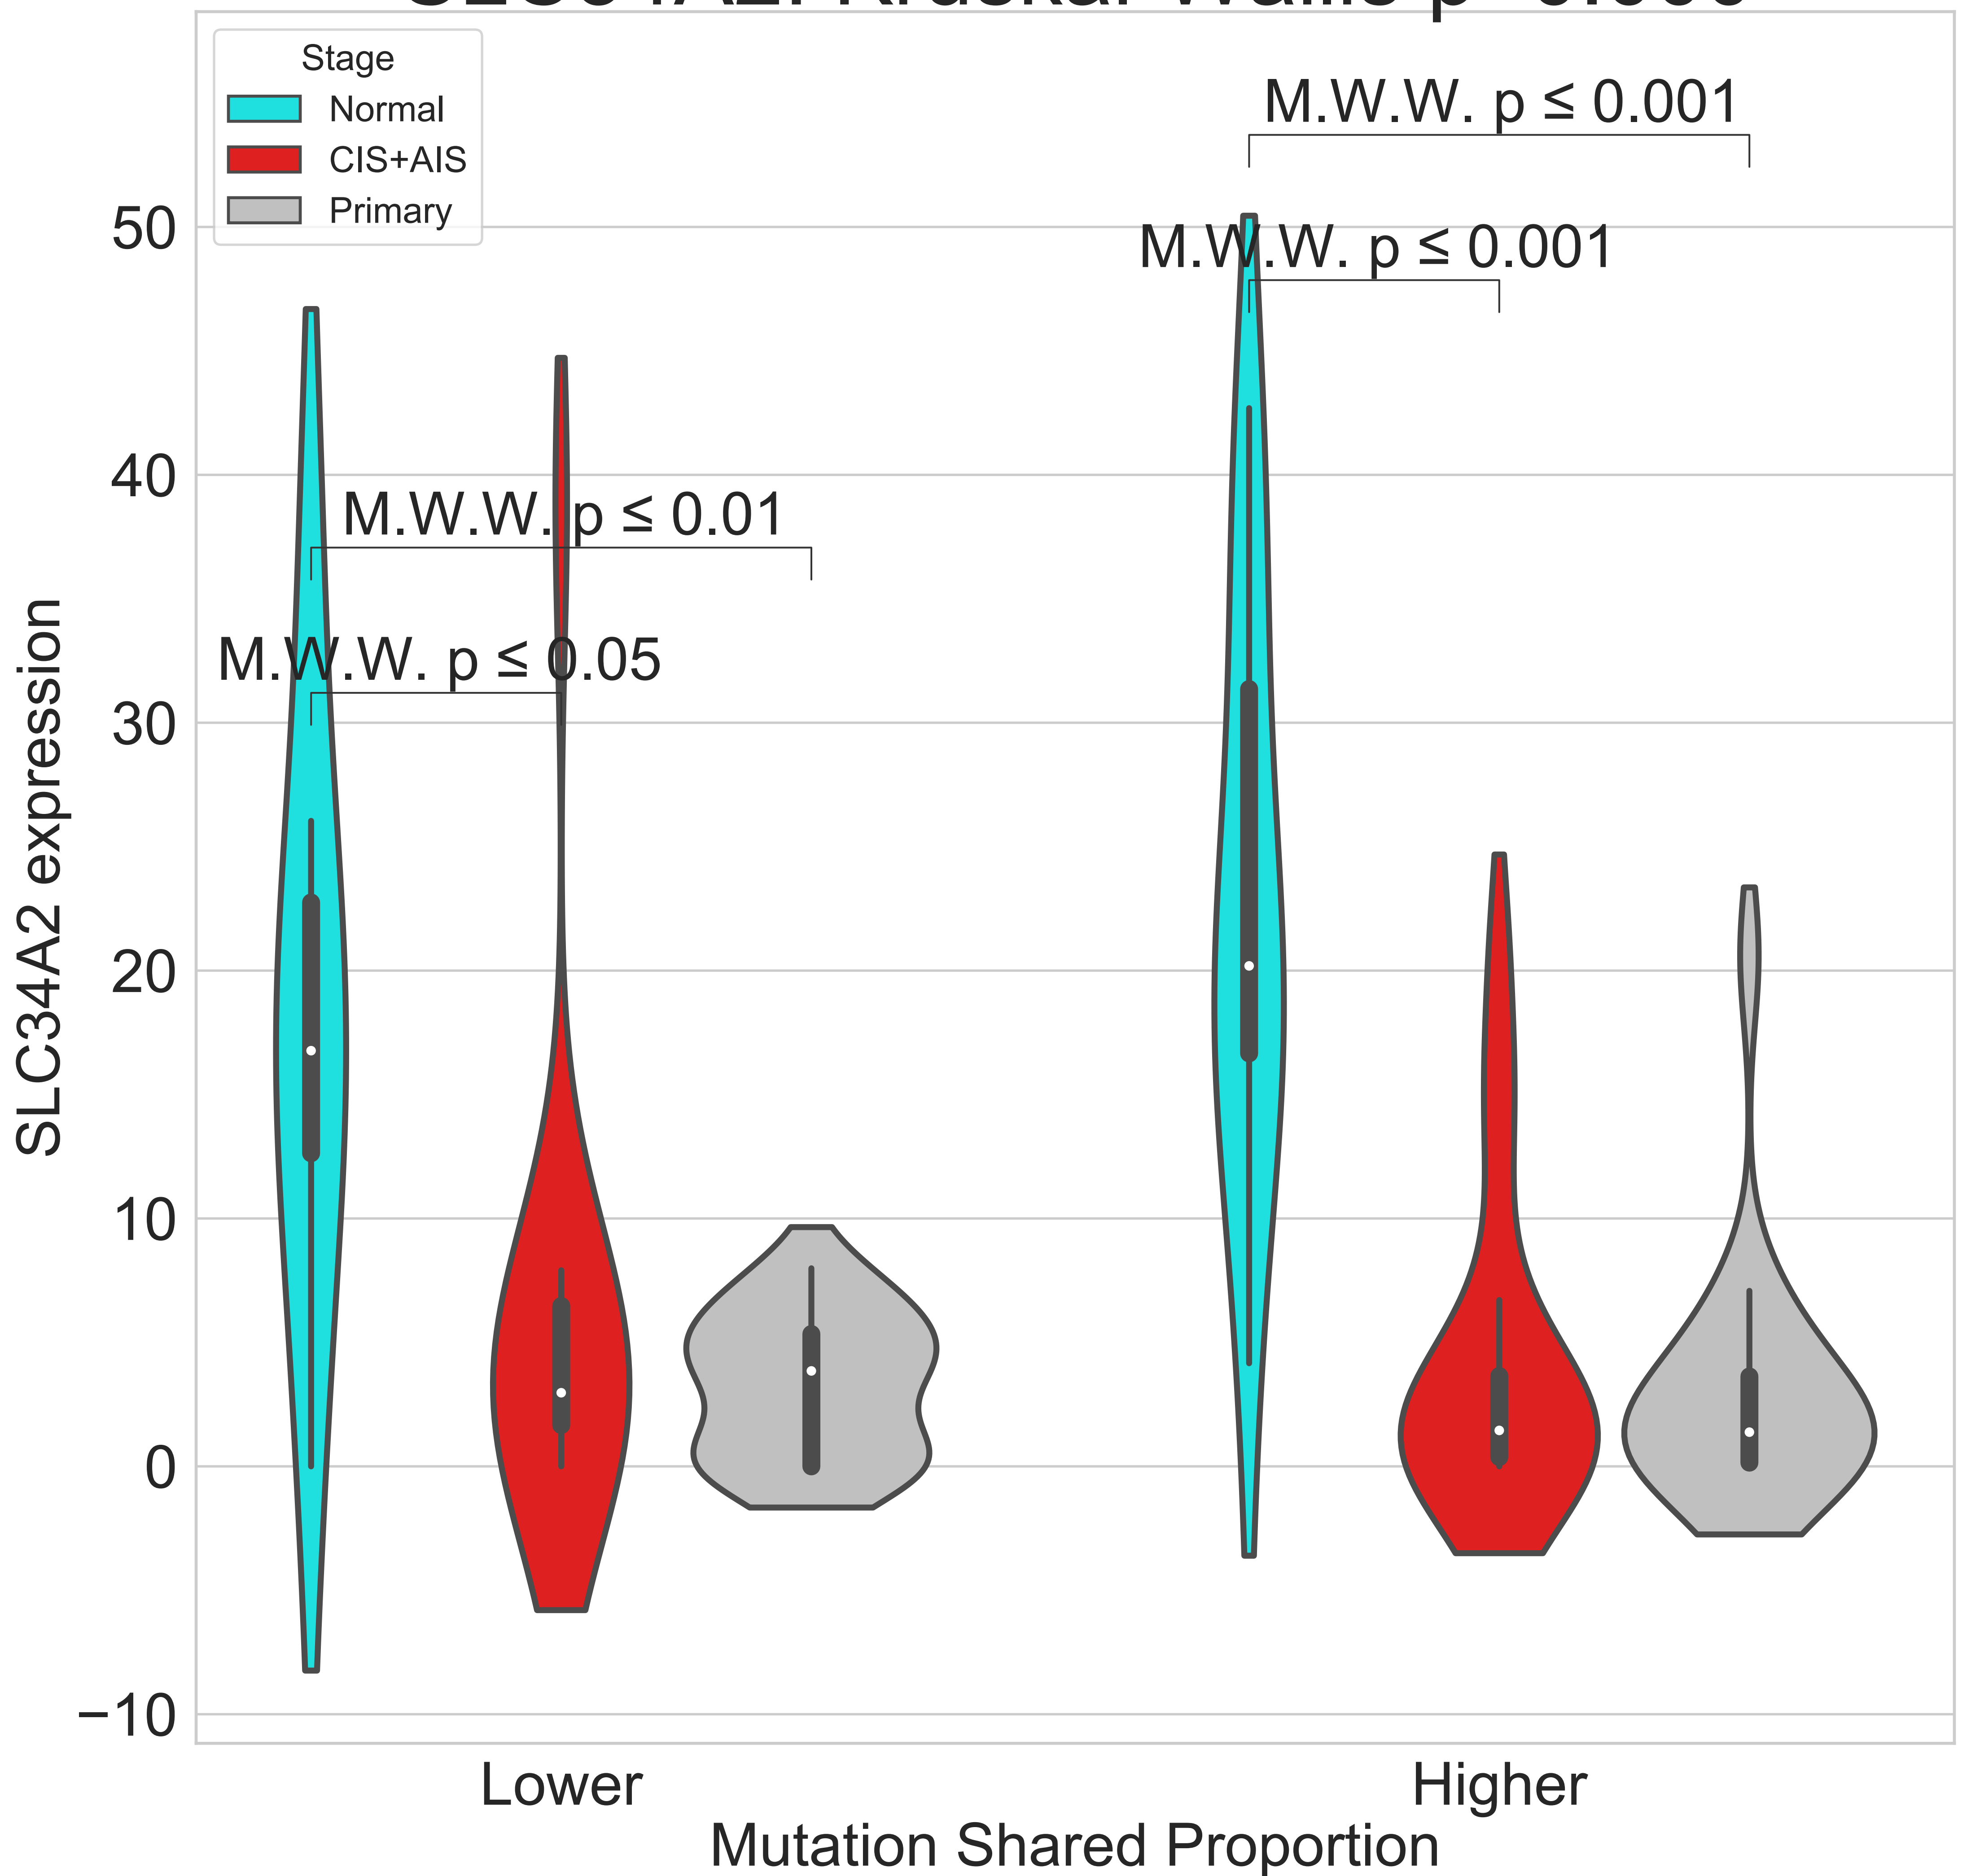 Stage
Normal
CIS+AIS
Primary
M.W.W. p ≤ 0.001
M.W.W. p ≤ 0.001
M.W.W. p ≤ 0.01
M.W.W. p ≤ 0.05
50
40
30
20
10
0
−10
SLC34A2 expression
Lower
Higher
Mutation Shared Proportion